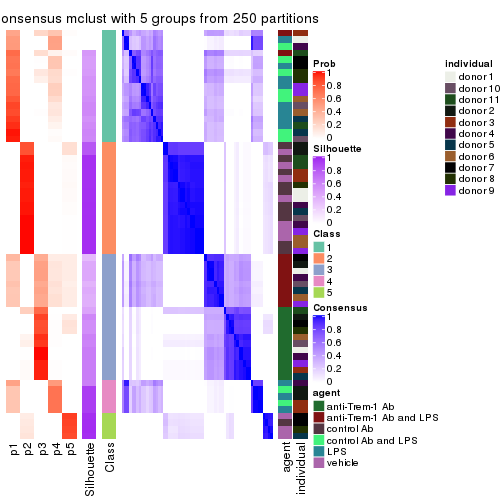 onsensus mclust with 5 groups from 250 partitions
Prob
1
0.8
0.6
0.4
0.2
0
Silhouette
1
0.8
0.6
0.4
0.2
0
Class
1
2
3
4
5
Consensus
1
0.8
0.6
0.4
0.2
0
agent
anti-Trem-1 Ab
anti-Trem-1 Ab and LPS
control Ab
control Ab and LPS
LPS
vehicle
individual
donor 1
donor 10
donor 11
donor 2
donor 3
donor 4
donor 5
donor 6
donor 7
donor 8
donor 9
p1
p2
p3
p4
p5
Silhouette
Class
agent
individual